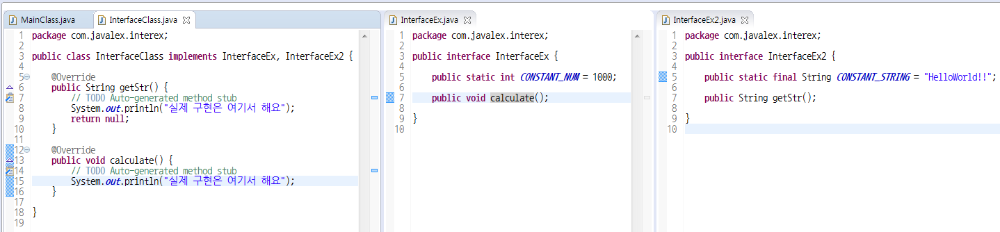 MainClass.java
InterfaceClass.java
1 package com.javalex.interex;
2
3 public class InterfaceClass implements InterfaceEx, InterfaceEx2 {
4
5 @Override
6 public String getStr() {
7 // TODO Auto-generated method stub
8 System.out.println("실제 구현은 여기서 해요");
9 return null;
10 }
11
12 @Override
13 public void calculate() {
14 // TODO Auto-generated method stub
15 System.out.println("실제 구현은 여기서 해요");
16 }
17
18 }
19
InterfaceEx.java
1 package com.javalex.interex;
2
3 public interface InterfaceEx {
4
5 public static int CONSTANT_NUM = 1000;
6
7 public void calculate();
8
9 }
10
InterfaceEx2.java
1 package com.javalex.interex;
2
3 public interface InterfaceEx2 {
4
5 public static final String CONSTANT_STRING = "HelloWorld!!";
6
7 public String getStr();
8
9 }
10